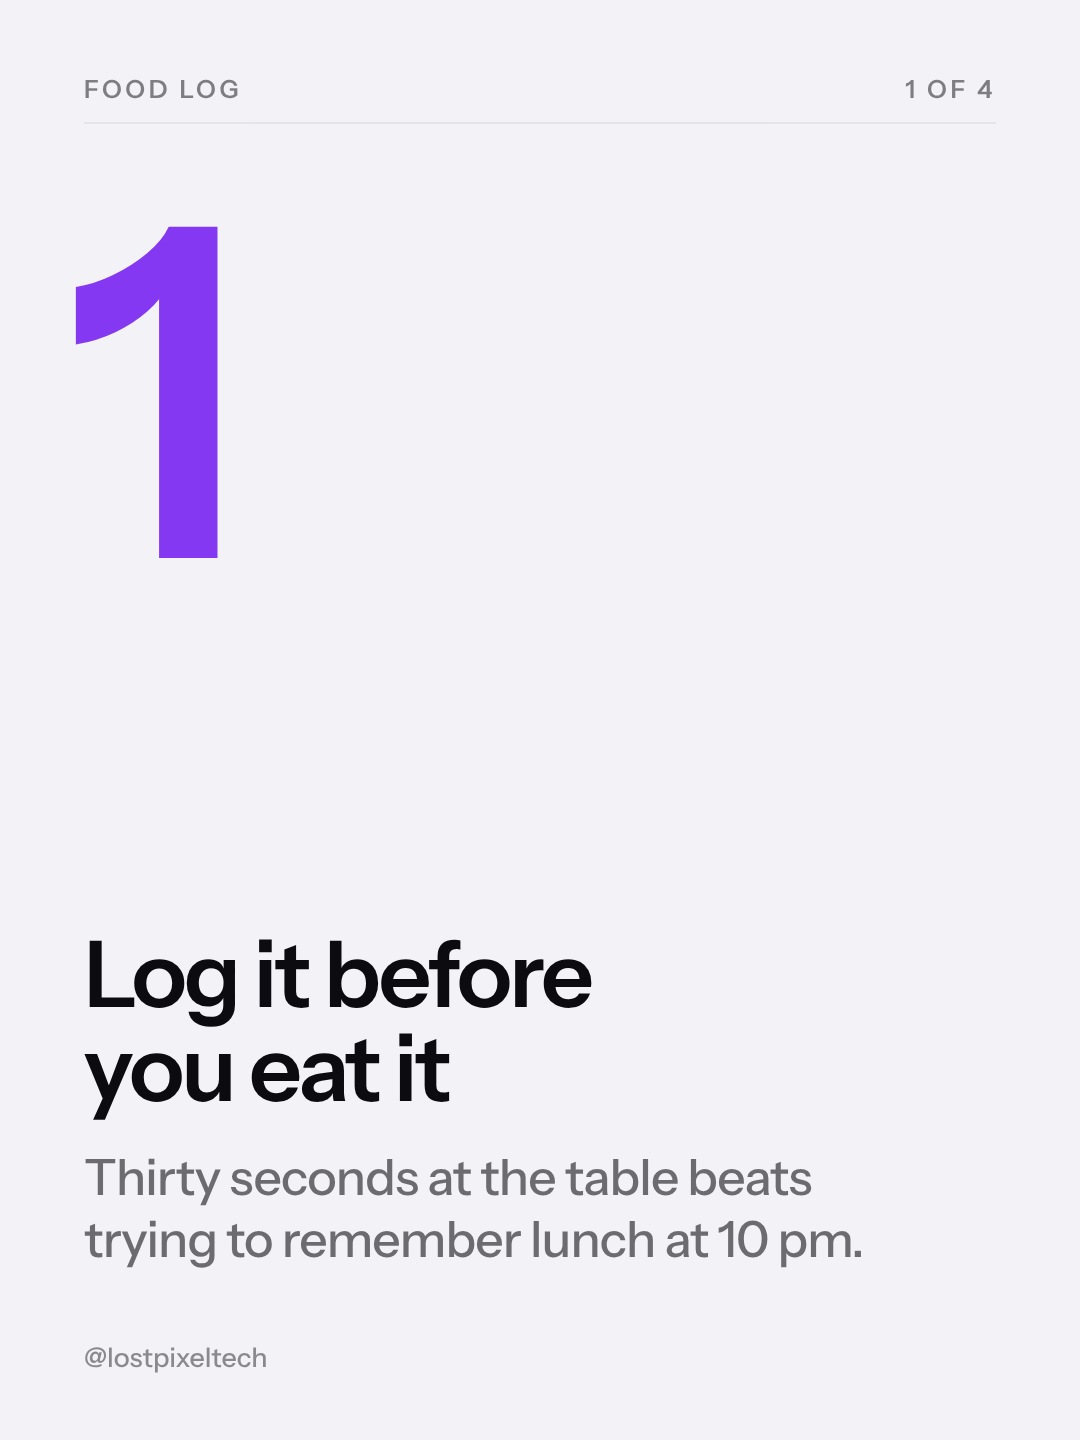 FOOD LOG
1 OF 4
1
Log it before
you eat it
Thirty seconds at the table beats
trying to remember lunch at 10 pm.
@lostpixeltech